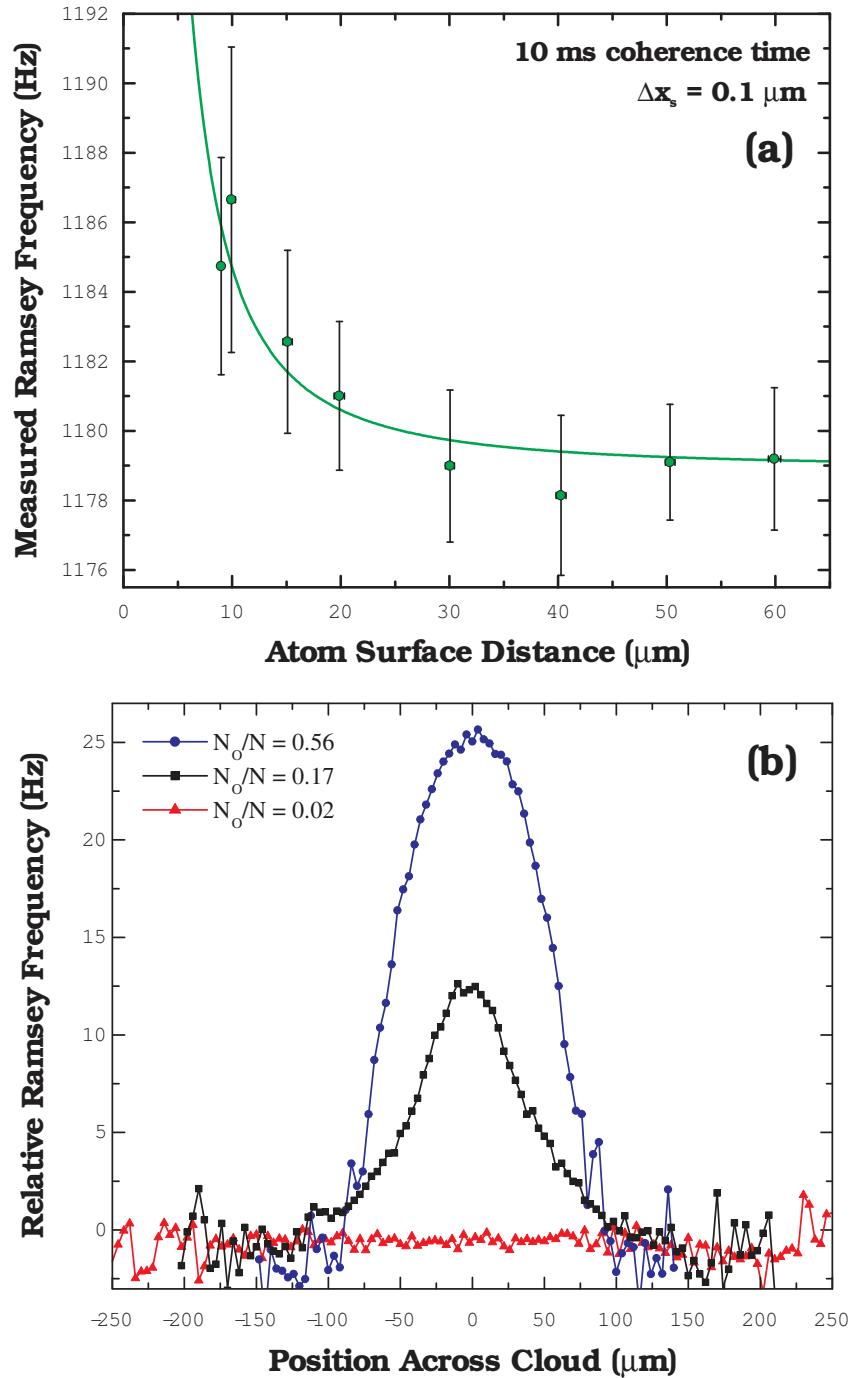 1192
1190
1188
1186
1184
1182
1180
1178
1176
Measured Ramsey Frequency (Hz)
10 ms coherence time
Δxs = 0.1 μm
(a)
0 10 20 30 40 50 60
Atom Surface Distance (μm)
25
20
15
10
5
0
Relative Ramsey Frequency (Hz)
NO/N = 0.56
NO/N = 0.17
NO/N = 0.02
(b)
-250 -200 -150 -100 -50 0 50 100 150 200 250
Position Across Cloud (μm)